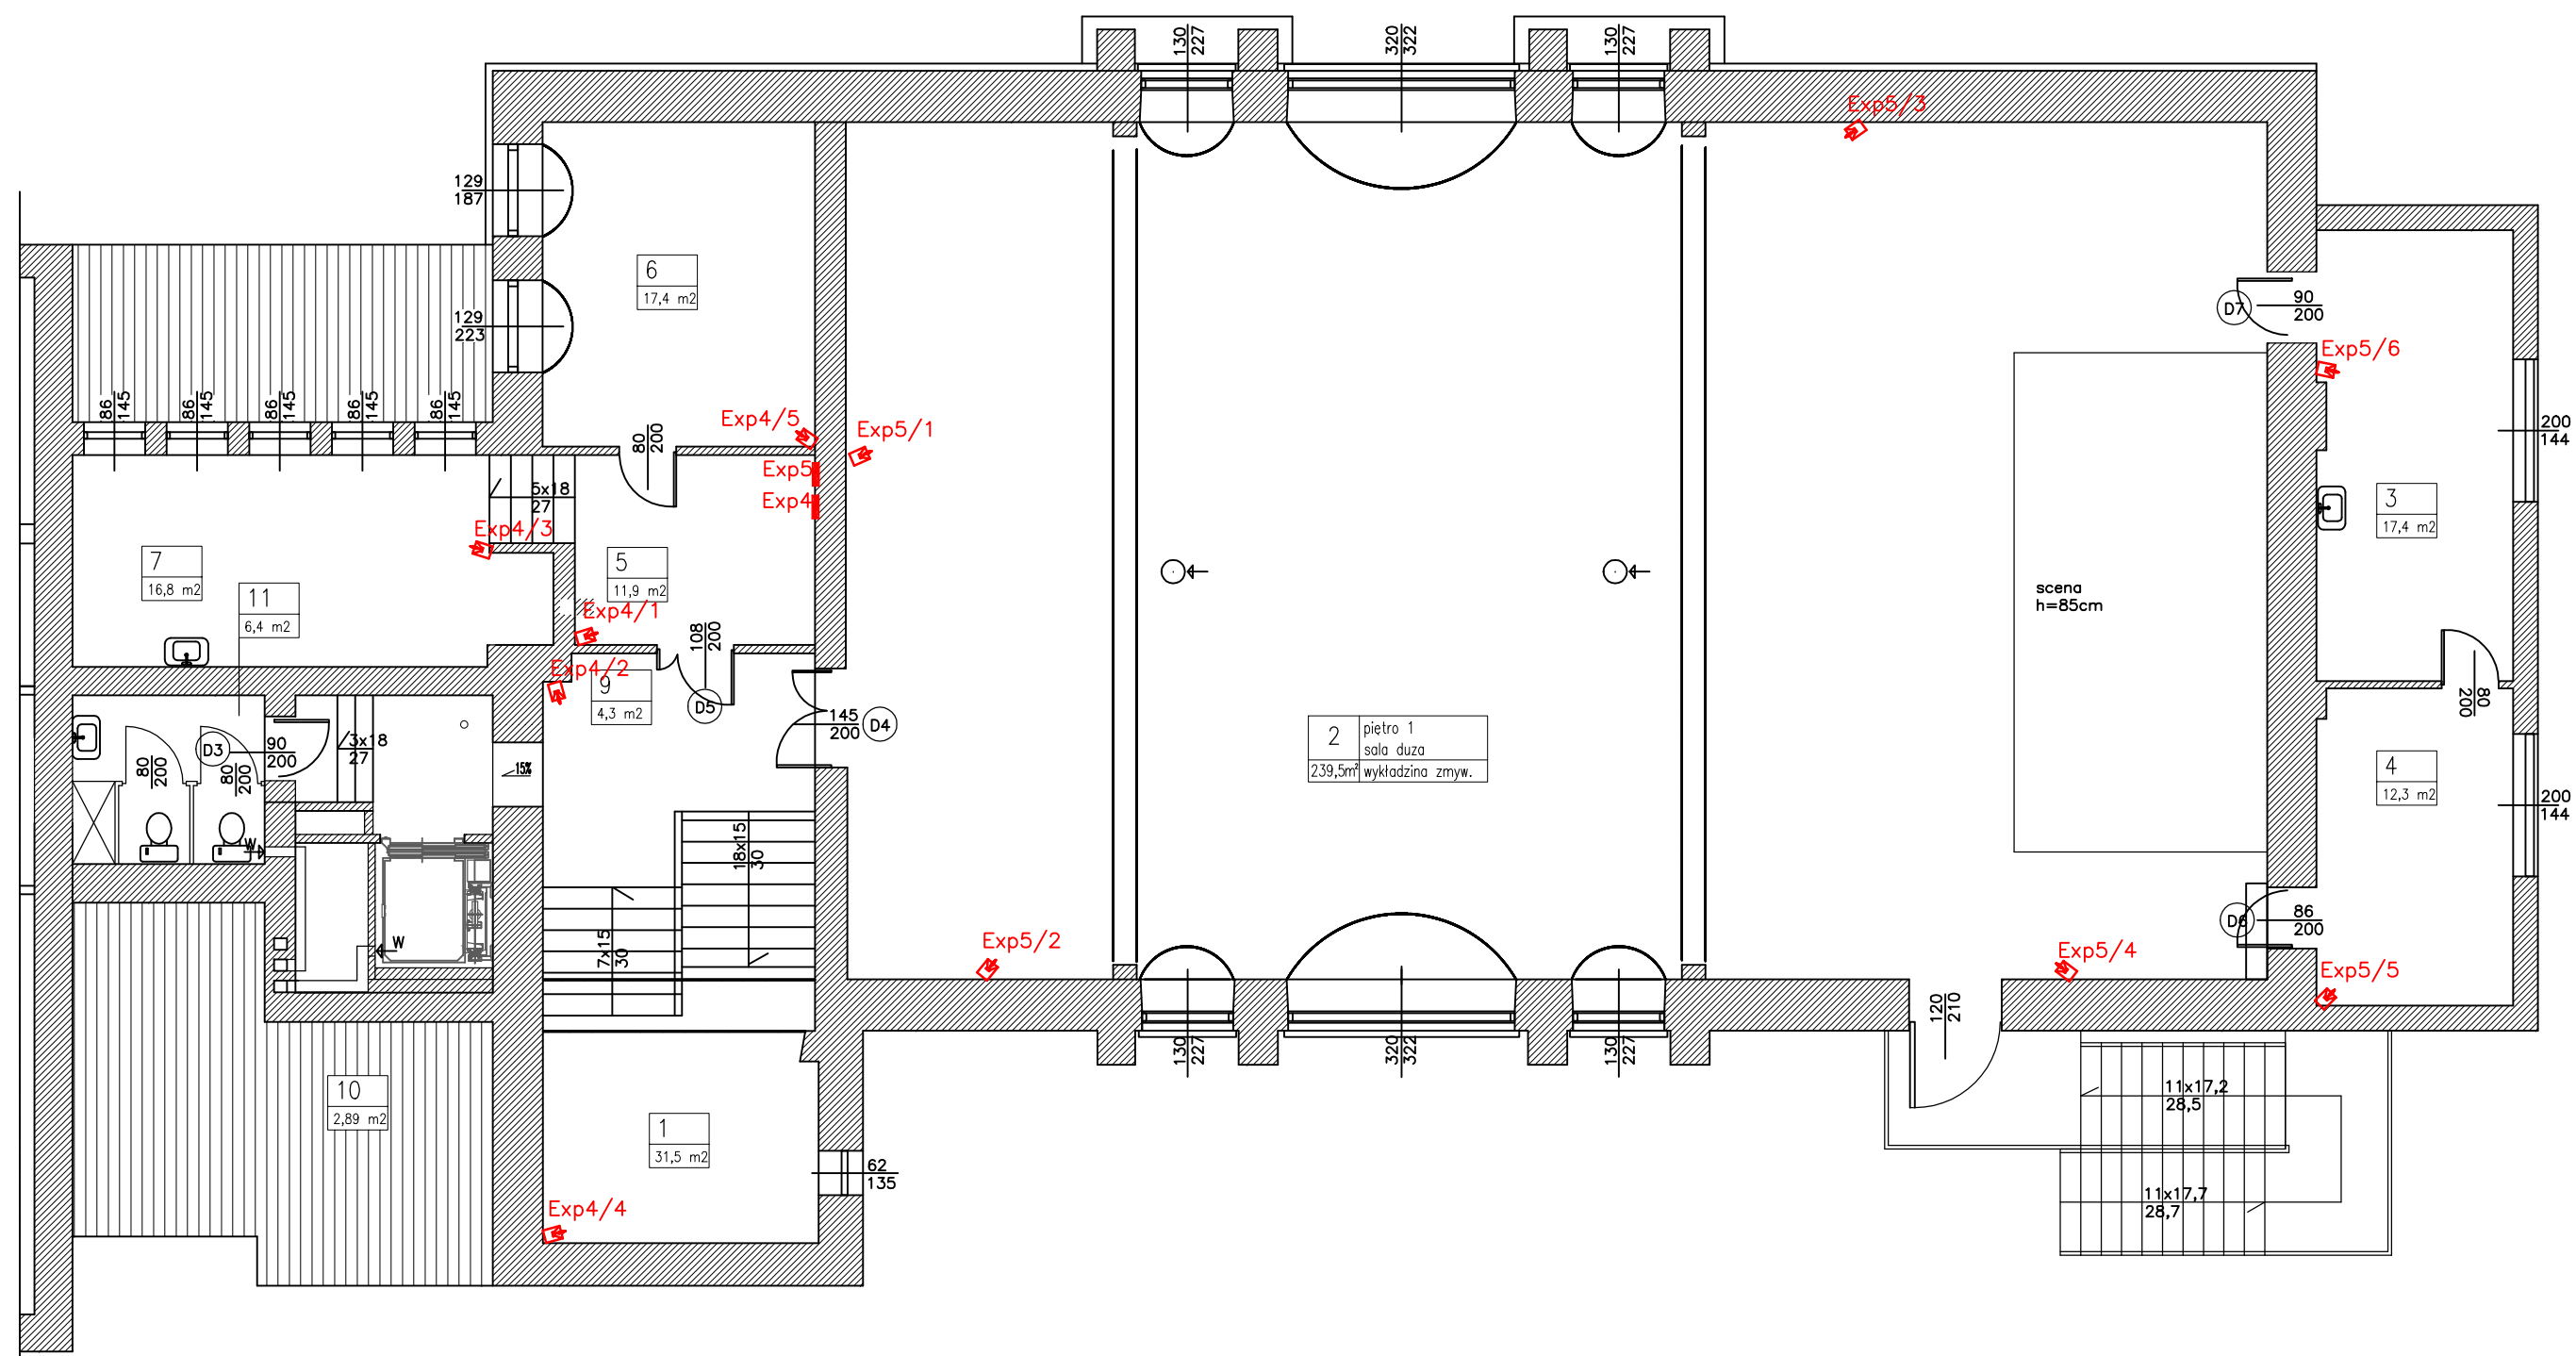 130
227
320
322
130
227
Exp5/3
129
187
6
17,4 m2
129
223
D7
90
200
Exp5/6
86
145
86
145
86
145
86
145
86
145
Exp4/5
80
200
Exp5/1
200
144
Exp5
5x18
27
Exp4
Exp4/3
3
17,4 m2
7
16,8 m2
5
11,9 m2
11
6,4 m2
scena
h=85cm
Exp4/1
108
200
Exp4/2
9
4,3 m2
D5
80
200
145
200
D4
2
piętro 1
sala duza
239,5m²
wykładzina zmyw.
D3
90
200
3x18
27
15%
80
200
80
200
4
12,3 m2
200
144
W
18x15
30
D6
86
200
W
7x15
30
Exp5/2
Exp5/4
Exp5/5
120
210
130
227
320
322
130
227
10
2,89 m2
11x17,2
28,5
1
31,5 m2
62
135
11x17,7
28,7
Exp4/4